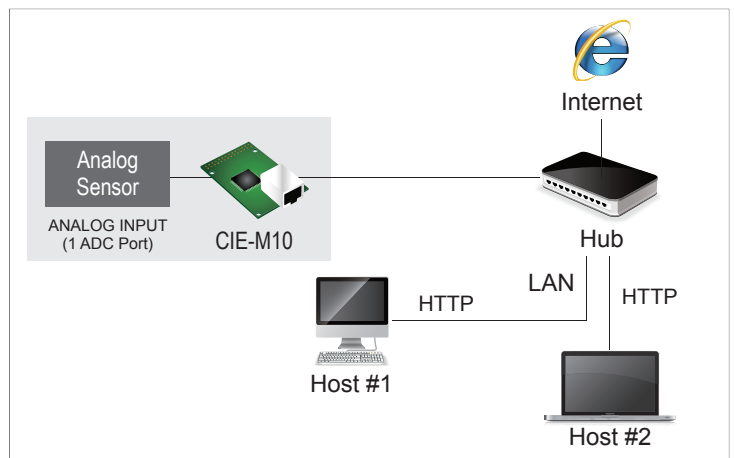 Internet
Analog
Sensor
ANALOG INPUT
(1 ADC Port)
CIE-M10
Hub
LAN
HTTP
HTTP
Host #1
Host #2